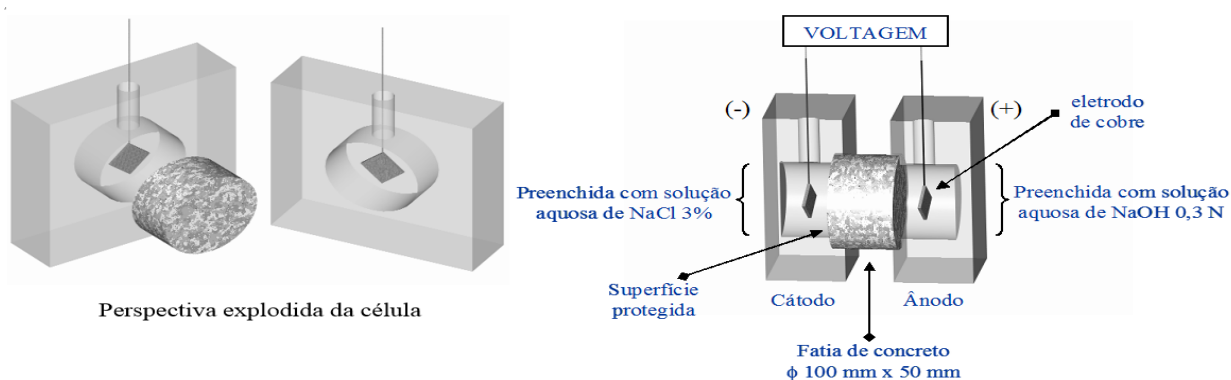 Perspectiva explodida da célula
VOLTAGEM
(-)
(+)
eletrodo
de cobre
Preenchida com solução
aquosa de NaCl 3%
Preenchida com solução
aquosa de NaOH 0,3 N
Superfície
protegida
Cátodo
Ânodo
Fatia de concreto
ϕ 100 mm x 50 mm